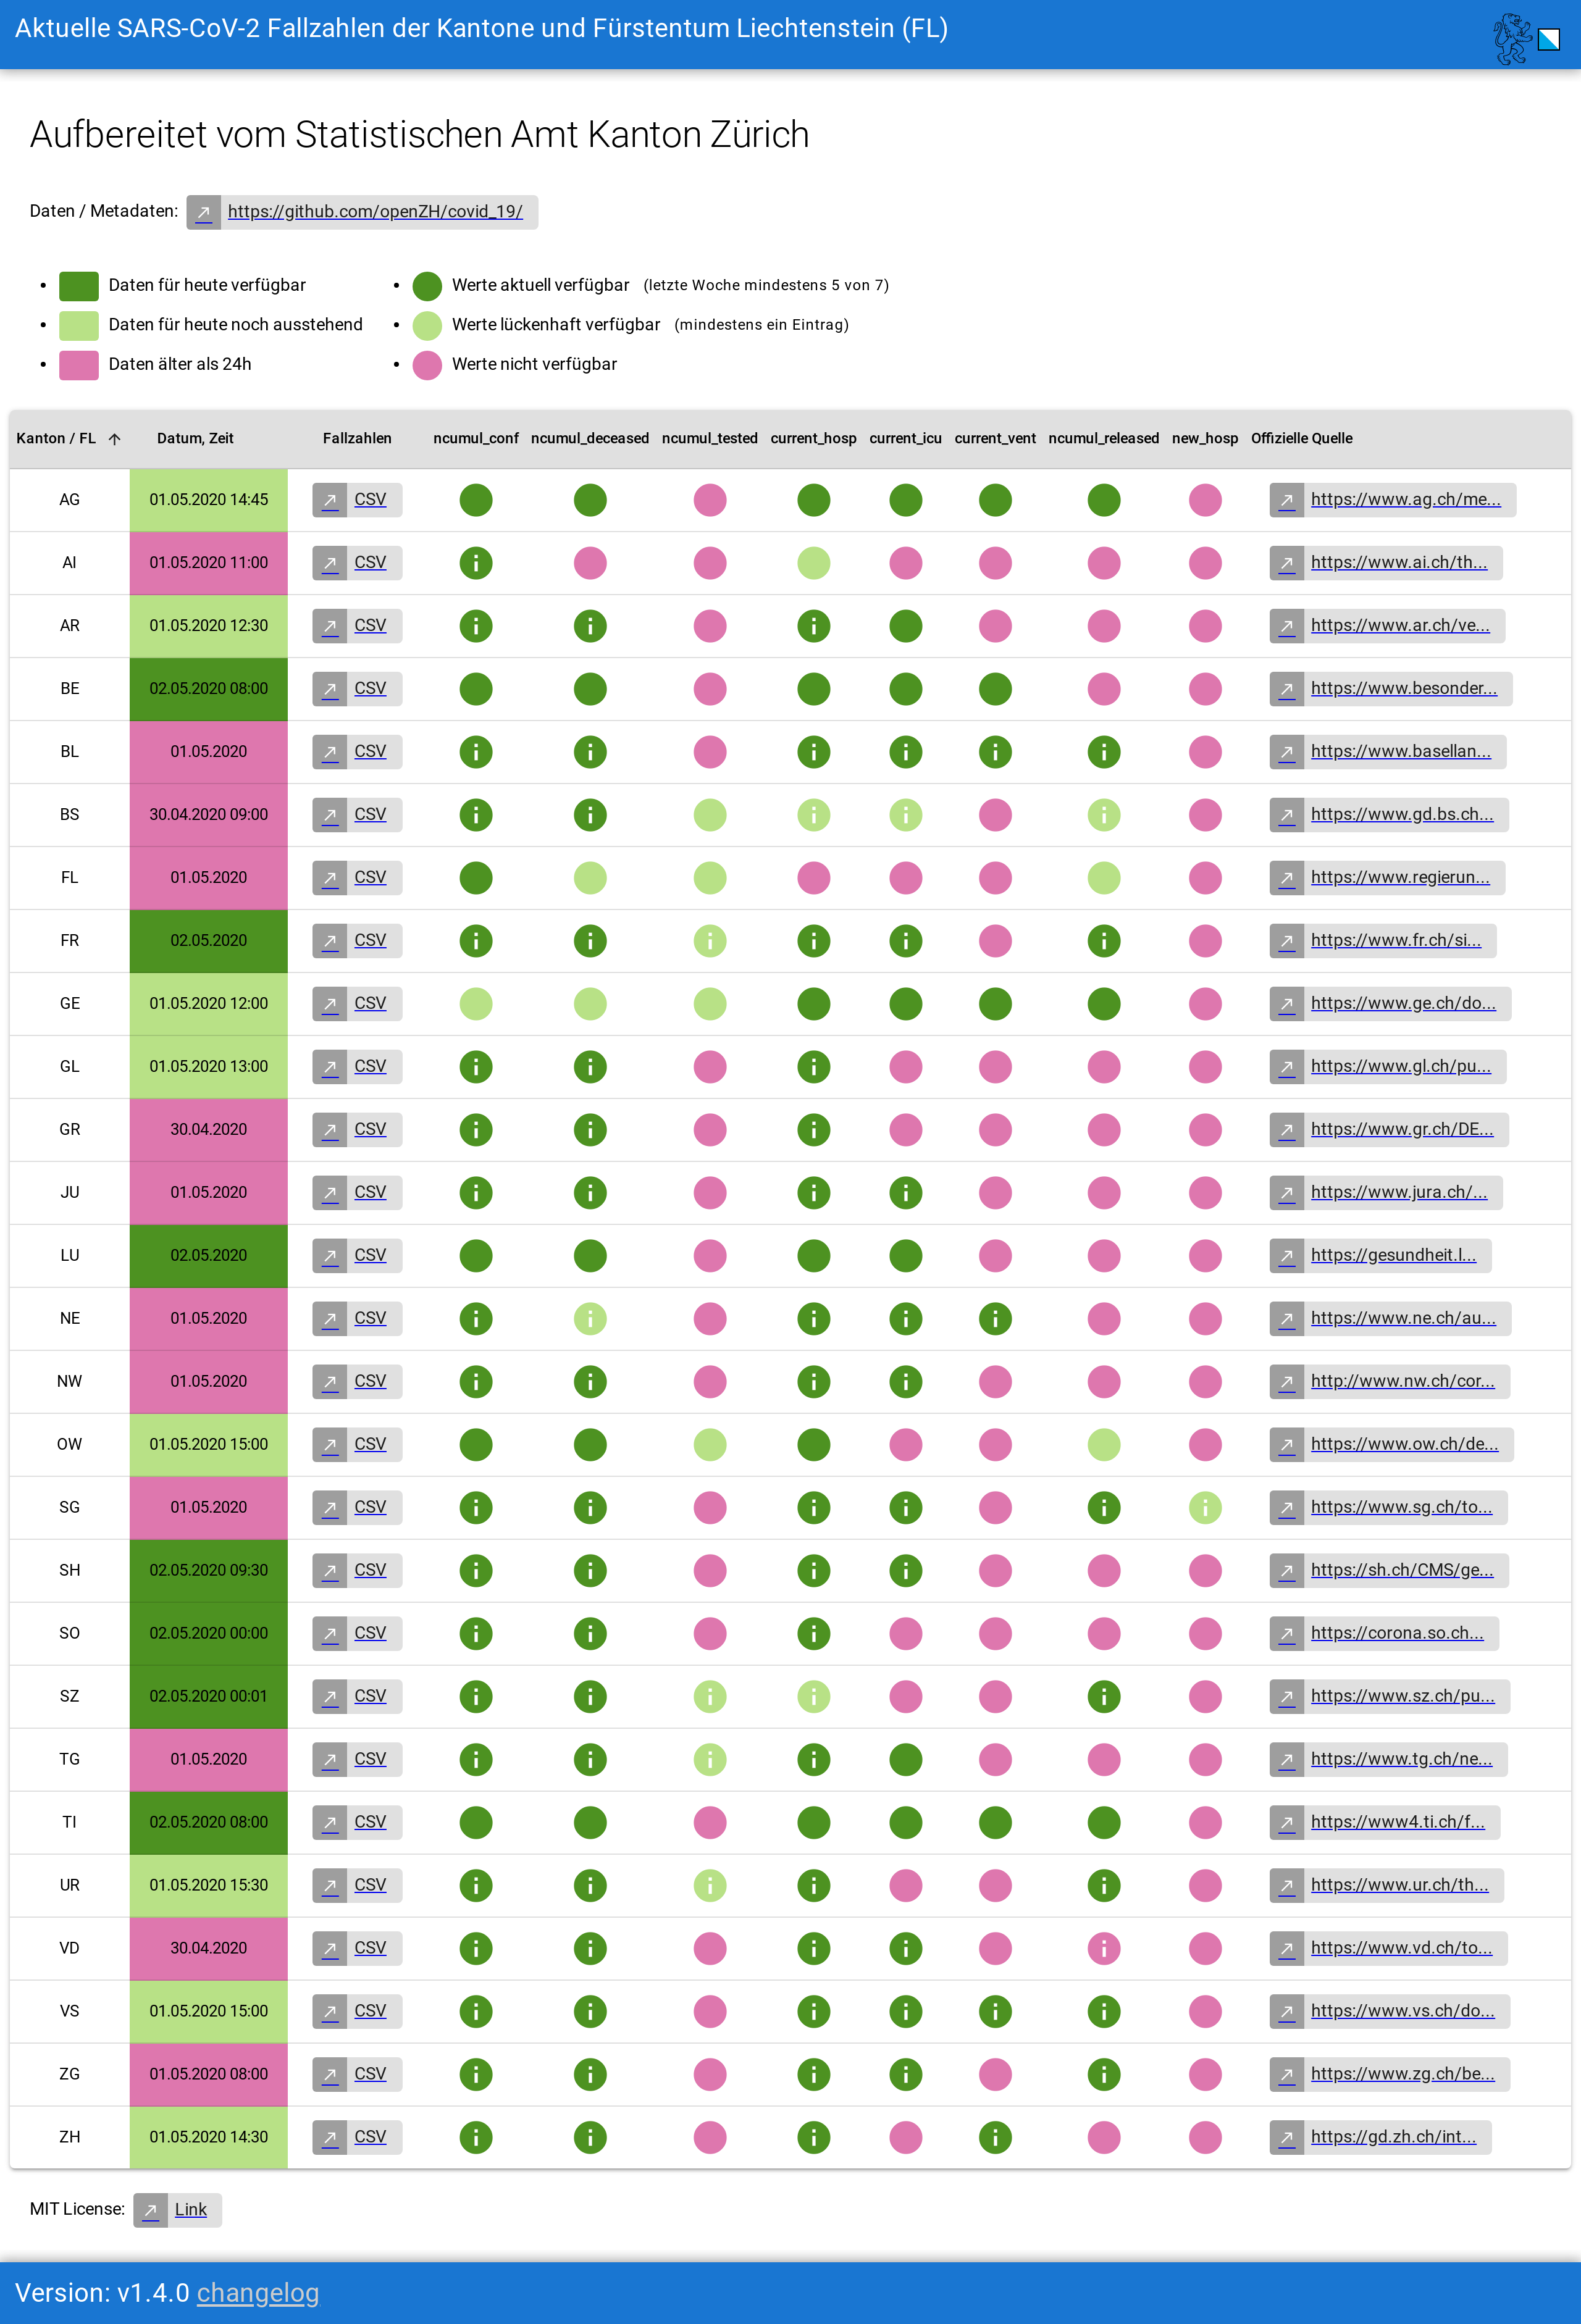 Aktuelle SARS-CoV-2 Fallzahlen der Kantone und Fürstentum Liechtenstein (FL)
Aufbereitet vom Statistischen Amt Kanton Zürich
Daten / Metadaten: https://github.com/openZH/covid_19/
Daten für heute verfügbar
Daten für heute noch ausstehend
Daten älter als 24h
Werte aktuell verfügbar (letzte Woche mindestens 5 von 7)
Werte lückenhaft verfügbar (mindestens ein Eintrag)
Werte nicht verfügbar
Kanton / FL Datum, Zeit Fallzahlen ncumul_conf ncumul_deceased ncumul_tested current_hosp current_icu current_vent ncumul_released new_hosp Offizielle Quelle
AG 01.05.2020 14:45 CSV https://www.ag.ch/me...
AI 01.05.2020 11:00 CSV https://www.ai.ch/th...
AR 01.05.2020 12:30 CSV https://www.ar.ch/ve...
BE 02.05.2020 08:00 CSV https://www.besonder...
BL 01.05.2020 CSV https://www.basellan...
BS 30.04.2020 09:00 CSV https://www.gd.bs.ch...
FL 01.05.2020 CSV https://www.regierun...
FR 02.05.2020 CSV https://www.fr.ch/si...
GE 01.05.2020 12:00 CSV https://www.ge.ch/do...
GL 01.05.2020 13:00 CSV https://www.gl.ch/pu...
GR 30.04.2020 CSV https://www.gr.ch/DE...
JU 01.05.2020 CSV https://www.jura.ch/...
LU 02.05.2020 CSV https://gesundheit.l...
NE 01.05.2020 CSV https://www.ne.ch/au...
NW 01.05.2020 CSV http://www.nw.ch/cor...
OW 01.05.2020 15:00 CSV https://www.ow.ch/de...
SG 01.05.2020 CSV https://www.sg.ch/to...
SH 02.05.2020 09:30 CSV https://sh.ch/CMS/ge...
SO 02.05.2020 00:00 CSV https://corona.so.ch...
SZ 02.05.2020 00:01 CSV https://www.sz.ch/pu...
TG 01.05.2020 CSV https://www.tg.ch/ne...
TI 02.05.2020 08:00 CSV https://www4.ti.ch/f...
UR 01.05.2020 15:30 CSV https://www.ur.ch/th...
VD 30.04.2020 CSV https://www.vd.ch/to...
VS 01.05.2020 15:00 CSV https://www.vs.ch/do...
ZG 01.05.2020 08:00 CSV https://www.zg.ch/be...
ZH 01.05.2020 14:30 CSV https://gd.zh.ch/int...
MIT License: Link
Version: v1.4.0 changelog